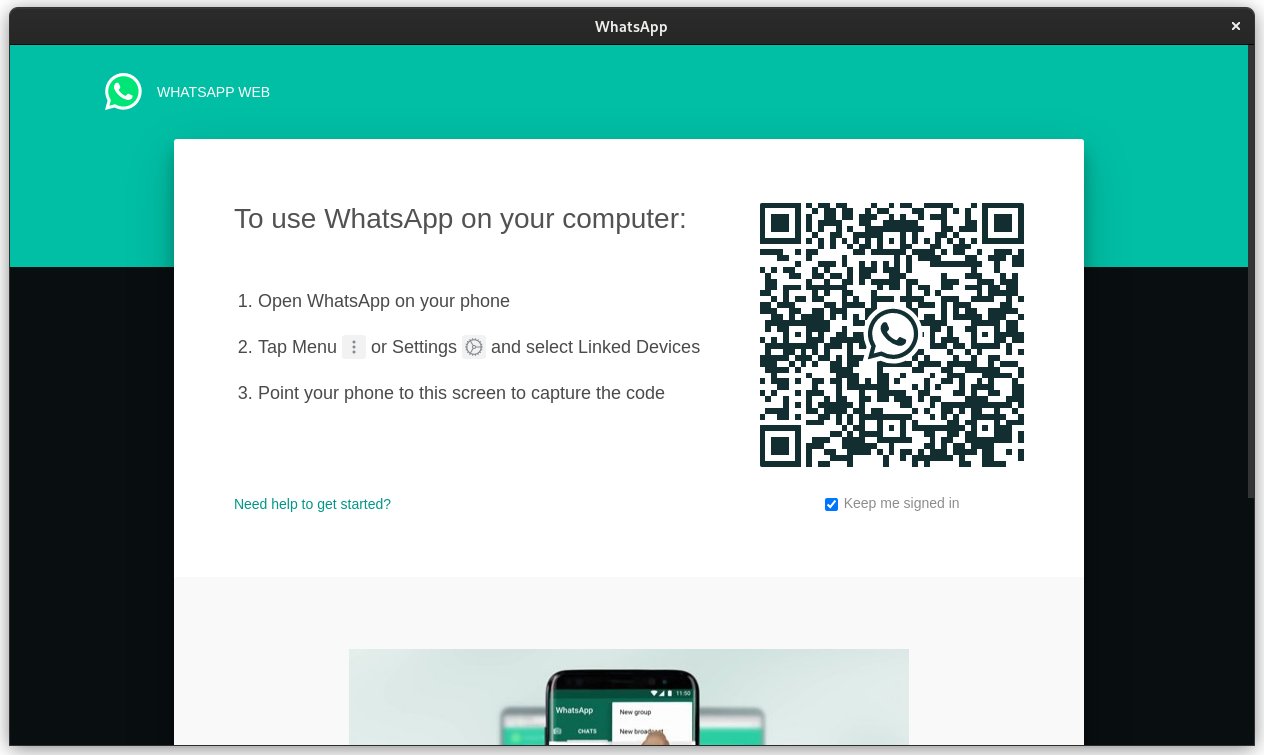 WhatsApp
WHATSAPP WEB
To use WhatsApp on your computer:
1. Open WhatsApp on your phone
2. Tap Menu or Settings and select Linked Devices
3. Point your phone to this screen to capture the code
Need help to get started?
Keep me signed in
11:50
WhatsApp
New group
CHATS
New broadcast